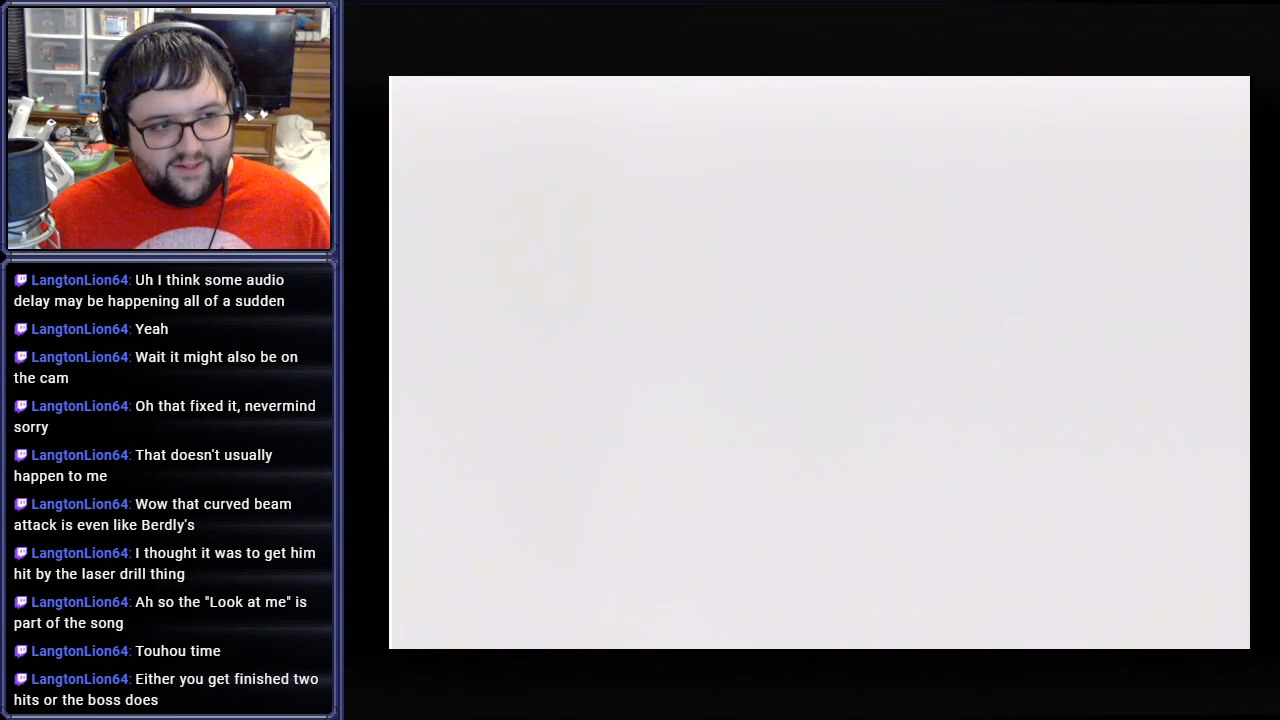 LangtonLion64: Uh I think some audio
delay may be happening all of a sudden
LangtonLion64: Yeah
LangtonLion64: Wait it might also be on
the cam
LangtonLion64: Oh that fixed it, nevermind
sorry
LangtonLion64: That doesn't usually
happen to me
LangtonLion64: Wow that curved beam
attack is even like Berdly's
LangtonLion64: I thought it was to get him
hit by the laser drill thing
LangtonLion64: Ah so the "Look at me" is
part of the song
LangtonLion64: Touhou time
LangtonLion64: Either you get finished two
hits or the boss does